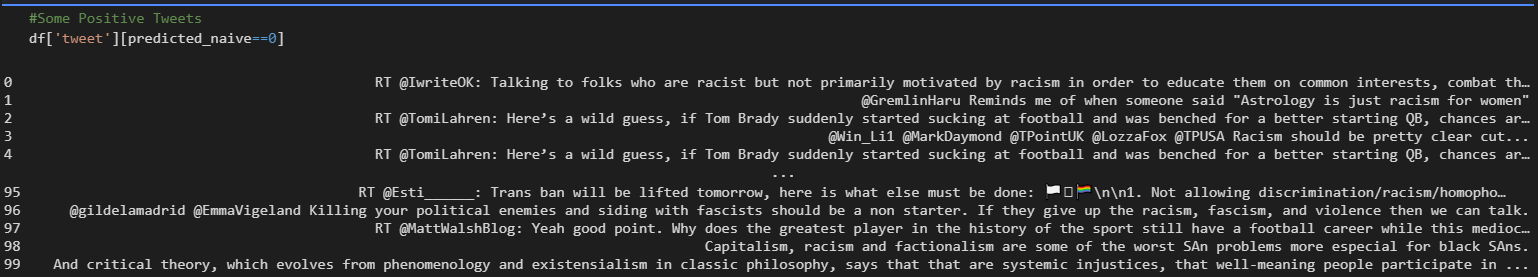 #Some Positive Tweets
df['tweet'][predicted_naive==0]
0 RT @IwriteOK: Talking to folks who are racist but not primarily motivated by racism in order to educate them on common interests, combat th…
1 @GremlinHaru Reminds me of when someone said "Astrology is just racism for women"
2 RT @TomiLahren: Here’s a wild guess, if Tom Brady suddenly started sucking at football and was benched for a better starting QB, chances ar…
3 @Win_Li1 @MarkDaymond @TPointUK @LozzaFox @TPUSA Racism should be pretty clear cut...
4 RT @TomiLahren: Here’s a wild guess, if Tom Brady suddenly started sucking at football and was benched for a better starting QB, chances ar…
...
95 RT @Esti______: Trans ban will be lifted tomorrow, here is what else must be done: 🏳️‍🏳️‍🌈\n\n1. Not allowing discrimination/racism/homopho…
96 @gildelamadrid @EmmaVigeland Killing your political enemies and siding with fascists should be a non starter. If they give up the racism, fascism, and violence then we can talk.
97 RT @MattWalshBlog: Yeah good point. Why does the greatest player in the history of the sport still have a football career while this medioc…
98 Capitalism, racism and factionalism are some of the worst SAn problems more especial for black SAns.
99 And critical theory, which evolves from phenomenology and existensialism in classic philosophy, says that that are systemic injustices, that well-meaning people participate in ...